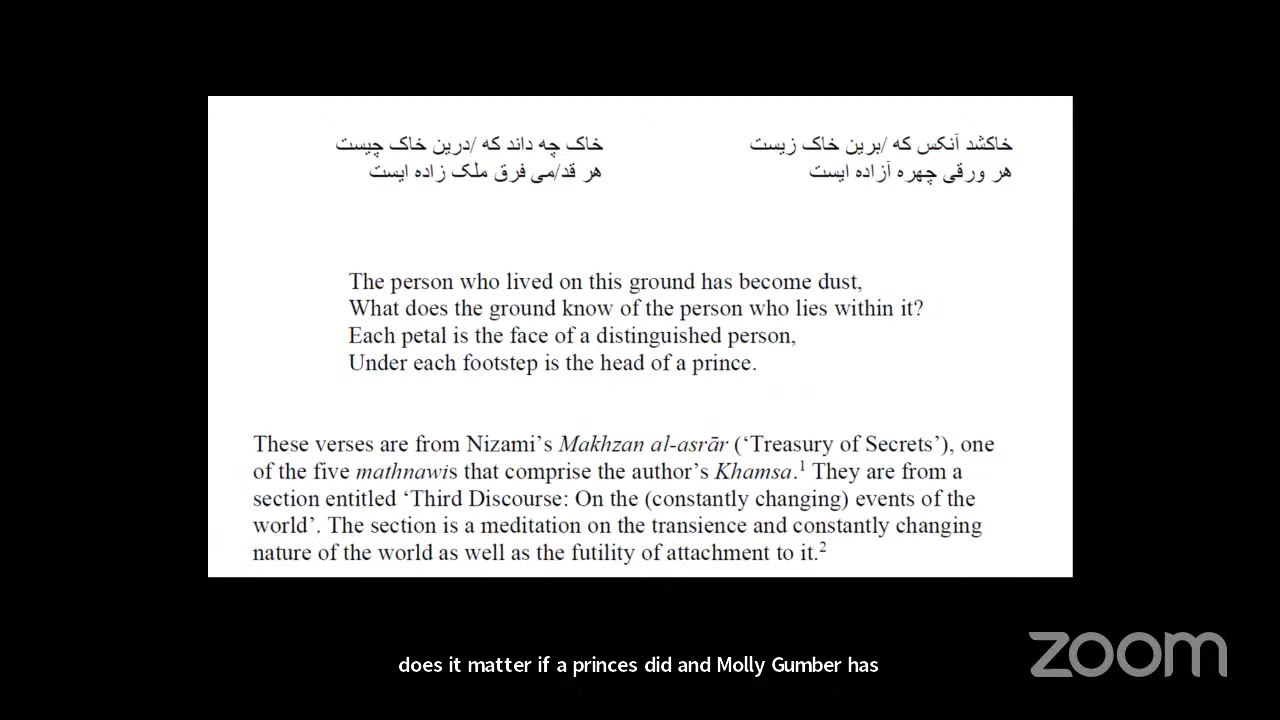 خاکشد آنکس که /برین خاک زیست
خاک چه داند که /درین خاک چیست
هر ورقی چهره آزاده ایست
هر قد/می فرق ملک زاده ایست
The person who lived on this ground has become dust,
What does the ground know of the person who lies within it?
Each petal is the face of a distinguished person,
Under each footstep is the head of a prince.
These verses are from Nizami's Makhzan al-asrār ('Treasury of Secrets'), one
of the five mathnawis that comprise the author's Khamsa.¹ They are from a
section entitled 'Third Discourse: On the (constantly changing) events of the
world'. The section is a meditation on the transience and constantly changing
nature of the world as well as the futility of attachment to it.²
does it matter if a princes did and Molly Gumber has
zoom